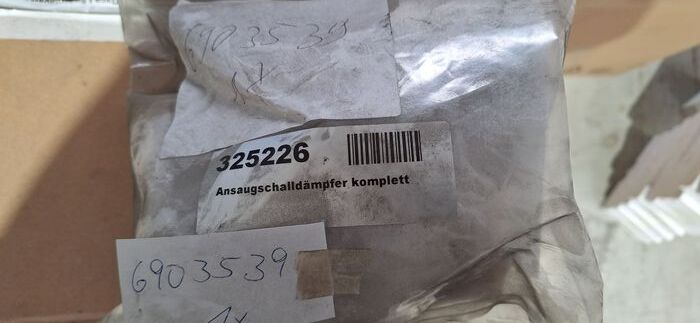 6903539
1x
325226
Ansaugschalldämpfer komplett
6903539
1x